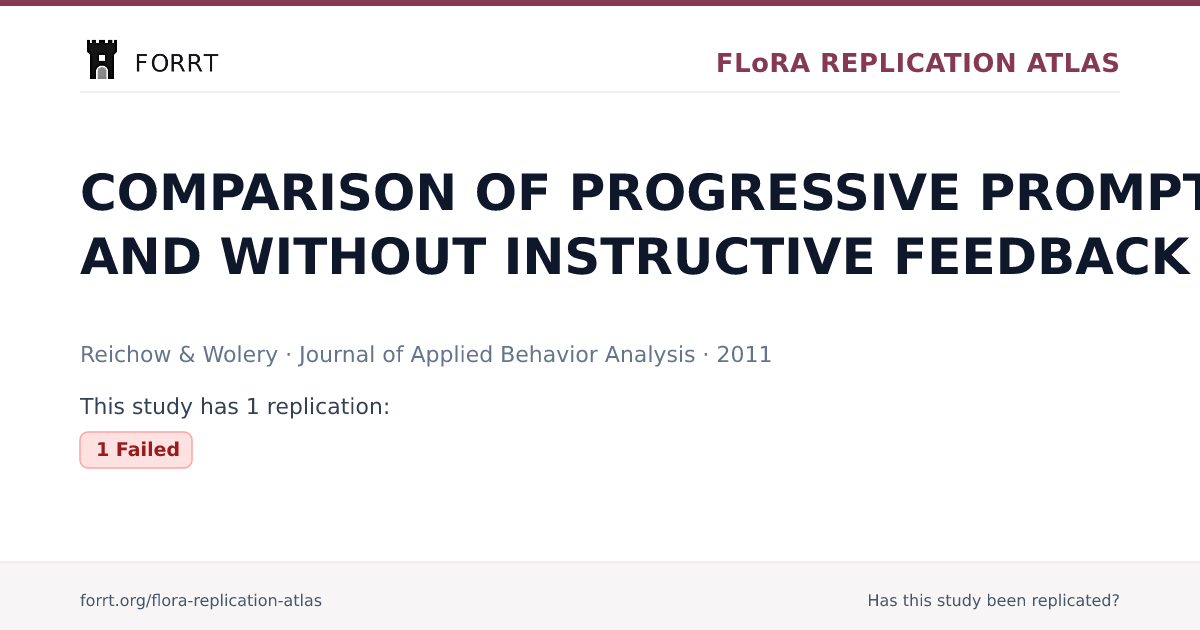 FORRT
FLoRA REPLICATION ATLAS
COMPARISON OF PROGRESSIVE PROMPT
AND WITHOUT INSTRUCTIVE FEEDBACK
Reichow & Wolery · Journal of Applied Behavior Analysis · 2011
This study has 1 replication:
1 Failed
forrt.org/flora-replication-atlas
Has this study been replicated?